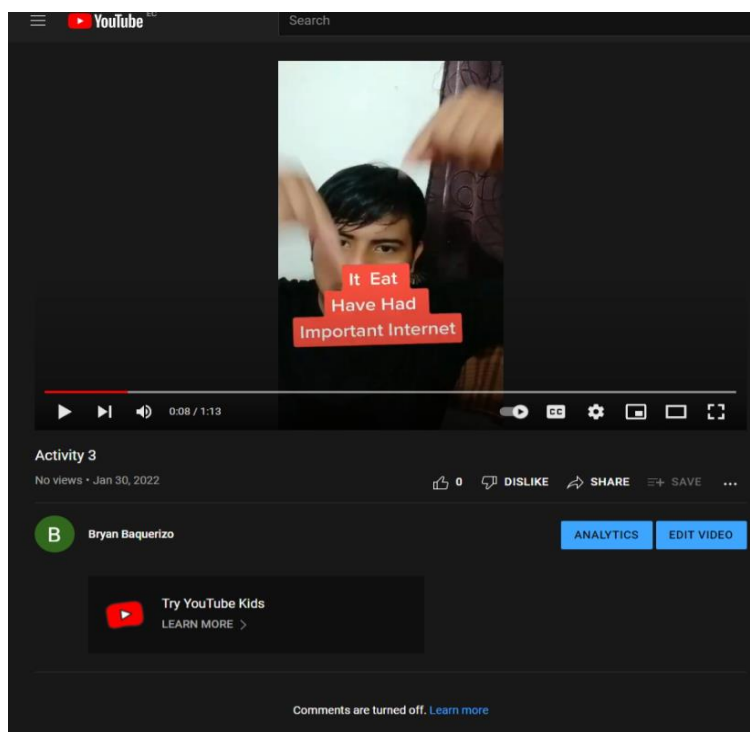 YouTube EC
Search
It Eat
Have Had
Important Internet
0:08 / 1:13
CC
Activity 3
No views • Jan 30, 2022
0 DISLIKE SHARE SAVE ...
B Bryan Baquerizo ANALYTICS EDIT VIDEO
Try YouTube Kids
LEARN MORE >
Comments are turned off. Learn more